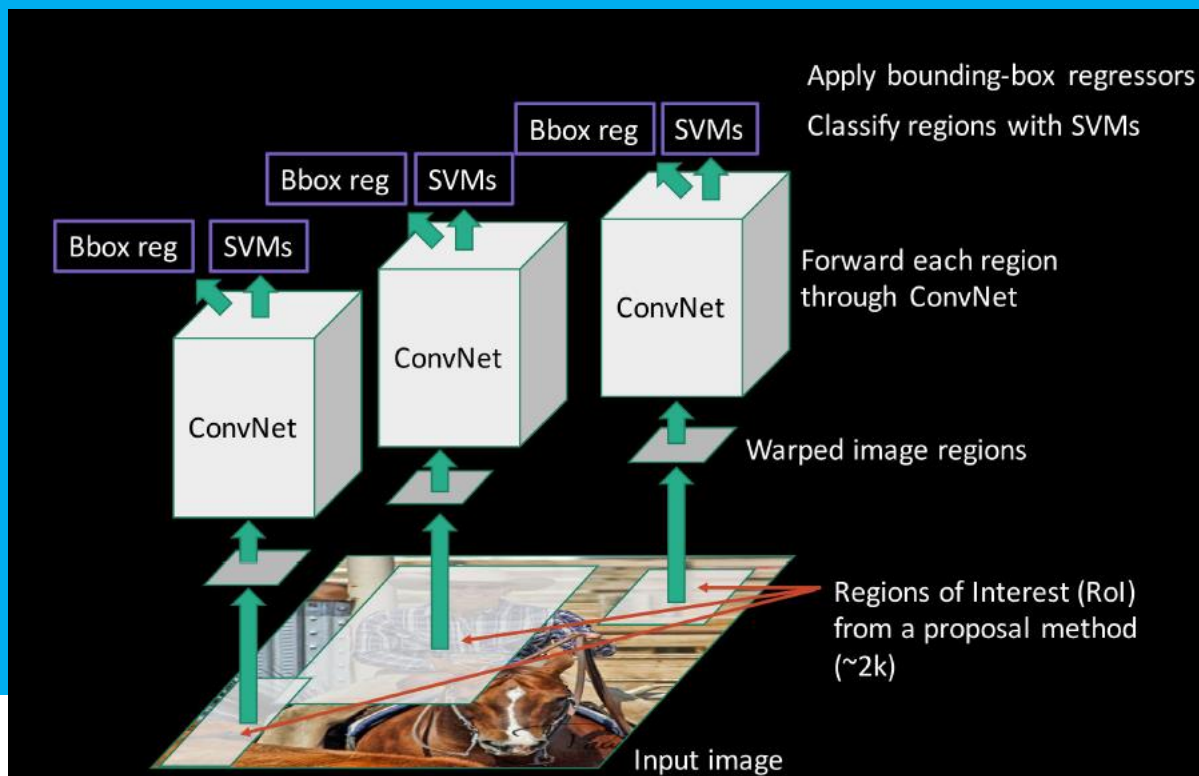 Apply bounding-box regressors
Bbox reg
SVMs
Classify regions with SVMs
Bbox reg
SVMs
Bbox reg
SVMs
Forward each region
through ConvNet
ConvNet
ConvNet
ConvNet
Warped image regions
Regions of Interest (RoI)
from a proposal method
(~2k)
Input image